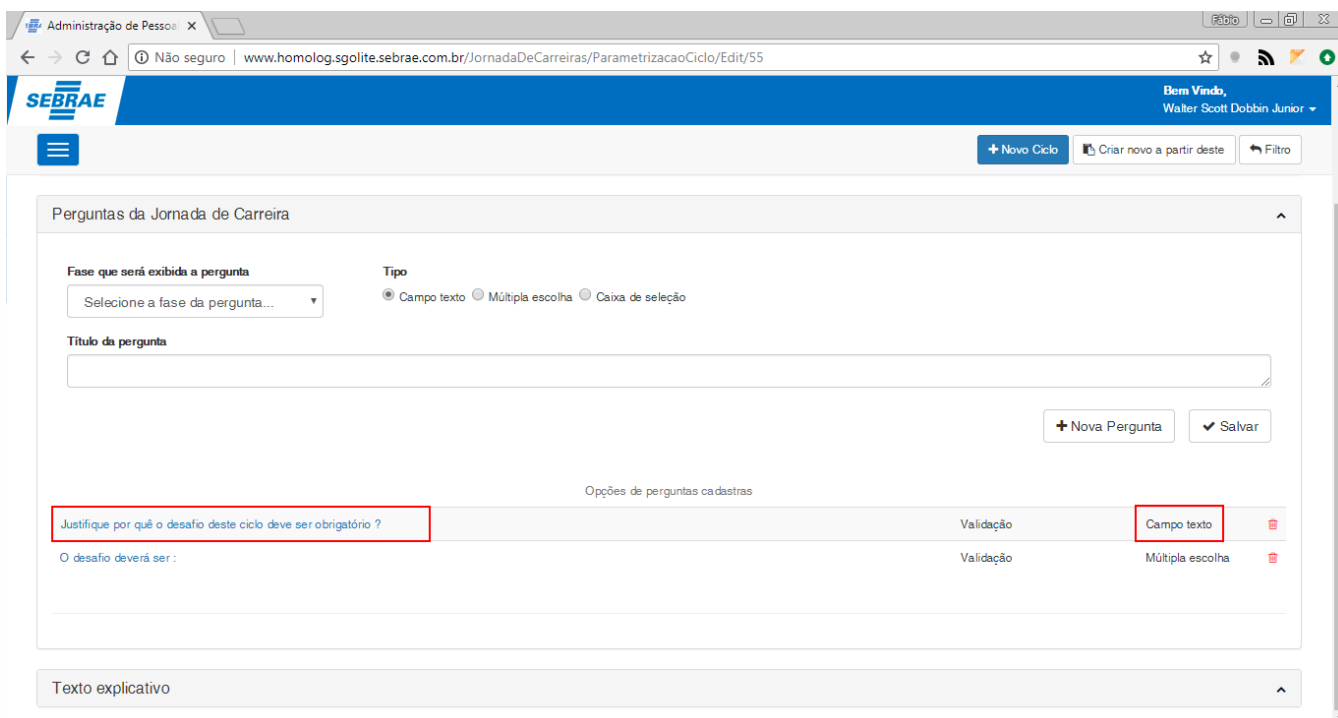 Administração de Pessoa
Fábio
Não seguro | www.homolog.sgolite.sebrae.com.br/JornadaDeCarreiras/ParametrizacaoCiclo/Edit/55
SEBRAE
Bem Vindo,
Walter Scott Dobbin Junior
Novo Ciclo Criar novo a partir deste Filtro
Perguntas da Jornada de Carreira
Fase que será exibida a pergunta Tipo
Selecione a fase da pergunta... Campo texto Múltipla escolha Caixa de seleção
Título da pergunta
Nova Pergunta Salvar
Opções de perguntas cadastras
Justifique por quê o desafio deste ciclo deve ser obrigatório ? Validação Campo texto
O desafio deverá ser : Validação Múltipla escolha
Texto explicativo